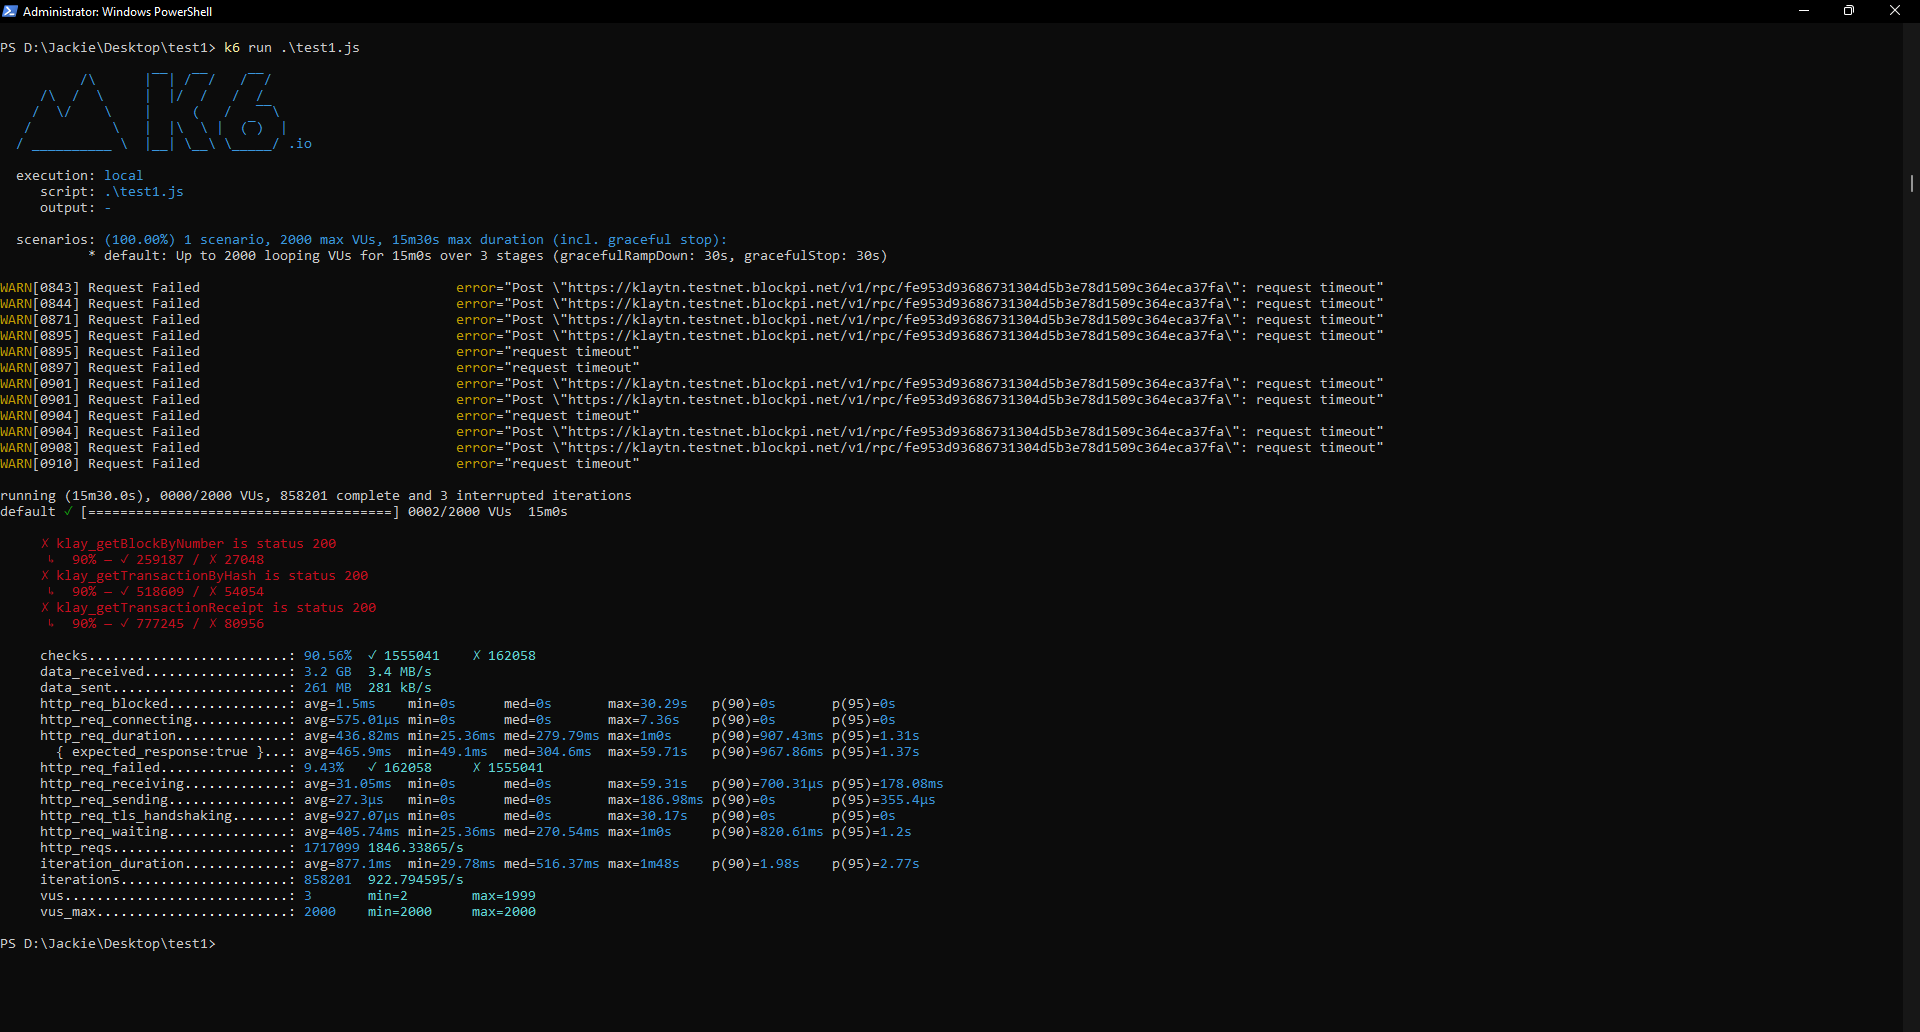 Administrator: Windows PowerShell
PS D:\Jackie\Desktop\test1> k6 run .\test1.js
          /\      |‾‾| /‾‾/   /‾‾/
     /\  /  \     |  |/  /   /  /
    /  \/    \    |     (   /   ‾‾\
   /          \   |  |\  \ |  (‾)  |
  / __________ \  |__| \__\ \_____/ .io
execution: local
script: .\test1.js
output: -
scenarios: (100.00%) 1 scenario, 2000 max VUs, 15m30s max duration (incl. graceful stop):
* default: Up to 2000 looping VUs for 15m0s over 3 stages (gracefulRampDown: 30s, gracefulStop: 30s)
WARN[0843] Request Failed error="Post \"https://klaytn.testnet.blockpi.net/v1/rpc/fe953d93686731304d5b3e78d1509c364eca37fa\": request timeout"
WARN[0844] Request Failed error="Post \"https://klaytn.testnet.blockpi.net/v1/rpc/fe953d93686731304d5b3e78d1509c364eca37fa\": request timeout"
WARN[0871] Request Failed error="Post \"https://klaytn.testnet.blockpi.net/v1/rpc/fe953d93686731304d5b3e78d1509c364eca37fa\": request timeout"
WARN[0895] Request Failed error="Post \"https://klaytn.testnet.blockpi.net/v1/rpc/fe953d93686731304d5b3e78d1509c364eca37fa\": request timeout"
WARN[0895] Request Failed error="request timeout"
WARN[0897] Request Failed error="request timeout"
WARN[0901] Request Failed error="Post \"https://klaytn.testnet.blockpi.net/v1/rpc/fe953d93686731304d5b3e78d1509c364eca37fa\": request timeout"
WARN[0901] Request Failed error="Post \"https://klaytn.testnet.blockpi.net/v1/rpc/fe953d93686731304d5b3e78d1509c364eca37fa\": request timeout"
WARN[0904] Request Failed error="request timeout"
WARN[0904] Request Failed error="Post \"https://klaytn.testnet.blockpi.net/v1/rpc/fe953d93686731304d5b3e78d1509c364eca37fa\": request timeout"
WARN[0908] Request Failed error="Post \"https://klaytn.testnet.blockpi.net/v1/rpc/fe953d93686731304d5b3e78d1509c364eca37fa\": request timeout"
WARN[0910] Request Failed error="request timeout"
running (15m30.0s), 0000/2000 VUs, 858201 complete and 3 interrupted iterations
default ✓ [======================================] 0002/2000 VUs  15m0s
✗ klay_getBlockByNumber is status 200
↳  90% — ✓ 259187 / ✗ 27048
✗ klay_getTransactionByHash is status 200
↳  90% — ✓ 518609 / ✗ 54054
✗ klay_getTransactionReceipt is status 200
↳  90% — ✓ 777245 / ✗ 80956
checks.........................: 90.56% ✓ 1555041 ✗ 162058
data_received..................: 3.2 GB 3.4 MB/s
data_sent......................: 261 MB 281 kB/s
http_req_blocked...............: avg=1.5ms min=0s med=0s max=30.29s p(90)=0s p(95)=0s
http_req_connecting............: avg=575.01µs min=0s med=0s max=7.36s p(90)=0s p(95)=0s
http_req_duration..............: avg=436.82ms min=25.36ms med=279.79ms max=1m0s p(90)=907.43ms p(95)=1.31s
{ expected_response:true }...: avg=465.9ms min=49.1ms med=304.6ms max=59.71s p(90)=967.86ms p(95)=1.37s
http_req_failed................: 9.43% ✓ 162058 ✗ 1555041
http_req_receiving.............: avg=31.05ms min=0s med=0s max=59.31s p(90)=700.31µs p(95)=178.08ms
http_req_sending...............: avg=27.3µs min=0s med=0s max=186.98ms p(90)=0s p(95)=355.4µs
http_req_tls_handshaking.......: avg=927.07µs min=0s med=0s max=30.17s p(90)=0s p(95)=0s
http_req_waiting...............: avg=405.74ms min=25.36ms med=270.54ms max=1m0s p(90)=820.61ms p(95)=1.2s
http_reqs......................: 1717099 1846.33865/s
iteration_duration.............: avg=877.1ms min=29.78ms med=516.37ms max=1m48s p(90)=1.98s p(95)=2.77s
iterations.....................: 858201 922.794595/s
vus............................: 3 min=2 max=1999
vus_max........................: 2000 min=2000 max=2000
PS D:\Jackie\Desktop\test1>